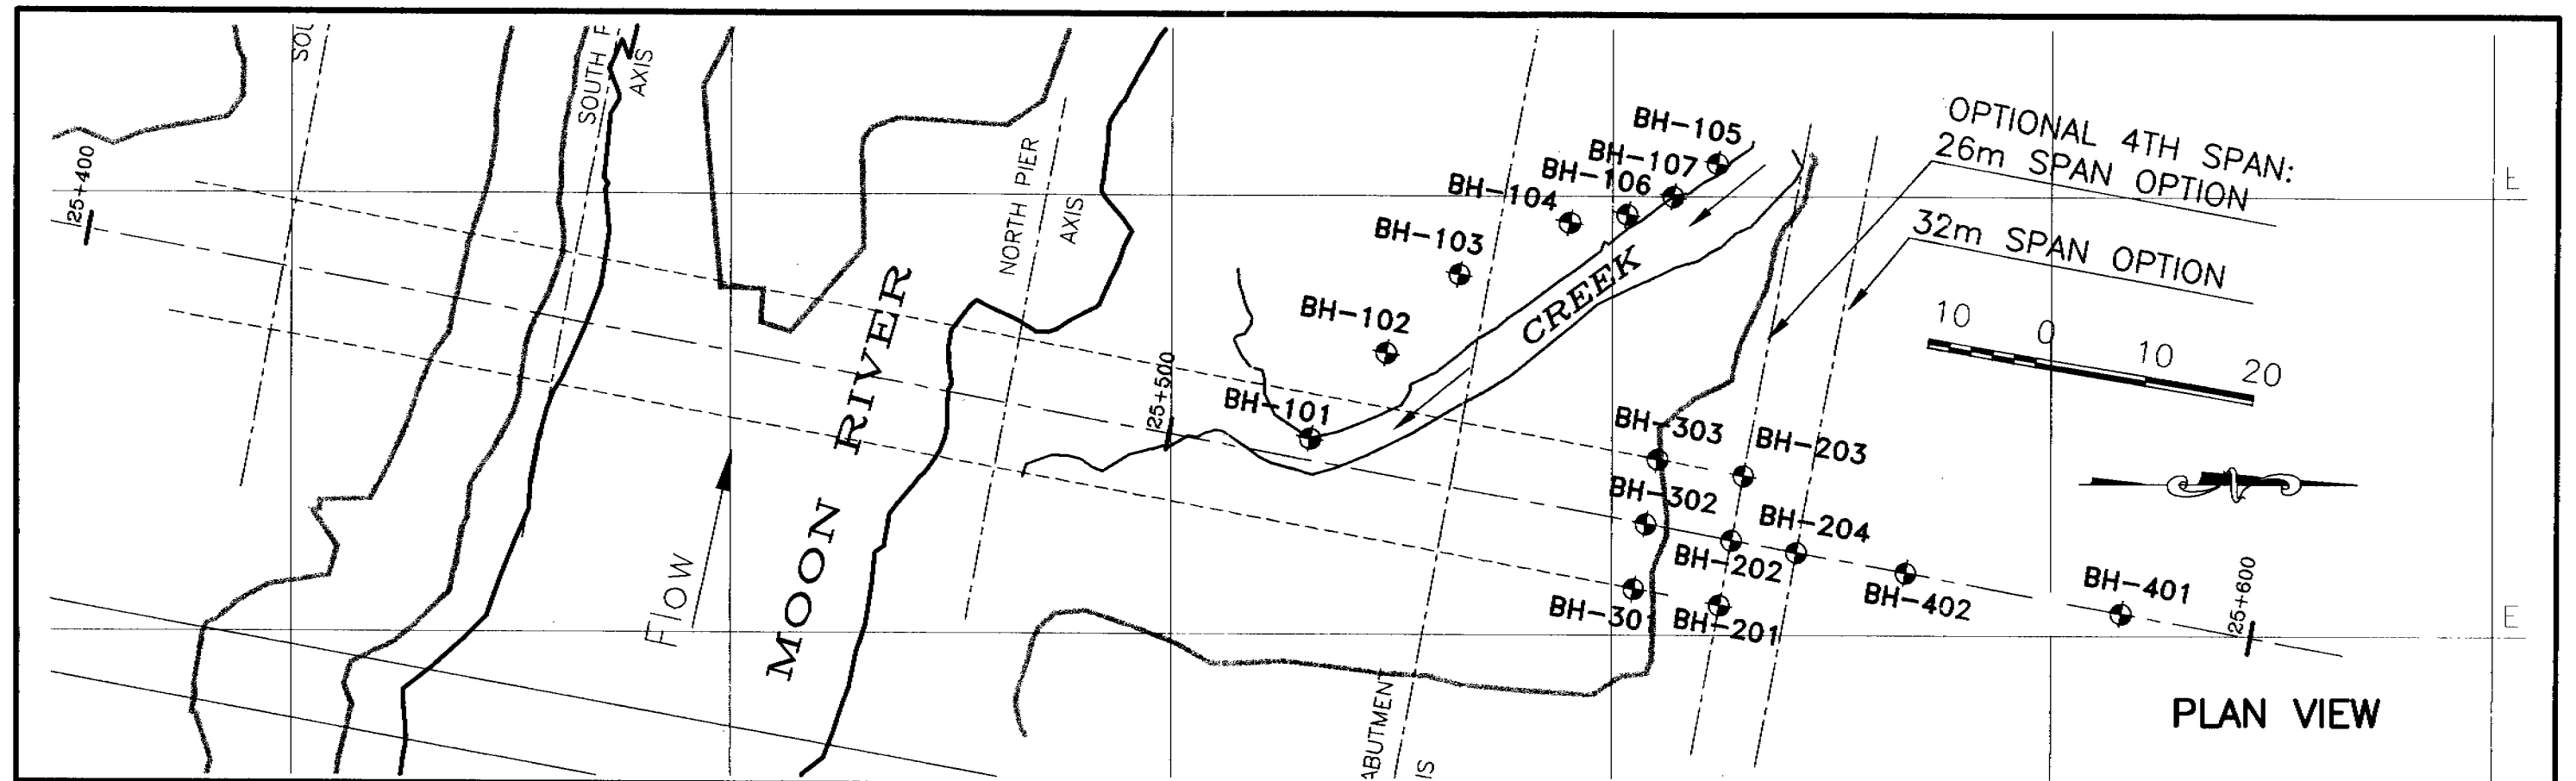 SOU
SOUTH P
AXIS
25+400
NORTH PIER
AXIS
MOON RIVER
Flow
25+500
BH-105
BH-107
BH-106
BH-104
BH-103
BH-102
BH-101
CREEK
OPTIONAL 4TH SPAN:
26m SPAN OPTION
32m SPAN OPTION
10 0 10 20
E
BH-303
BH-203
BH-302
BH-204
BH-202
BH-301
BH-201
BH-402
BH-401
25+600
E
N
ABUTMENT
IS
PLAN VIEW